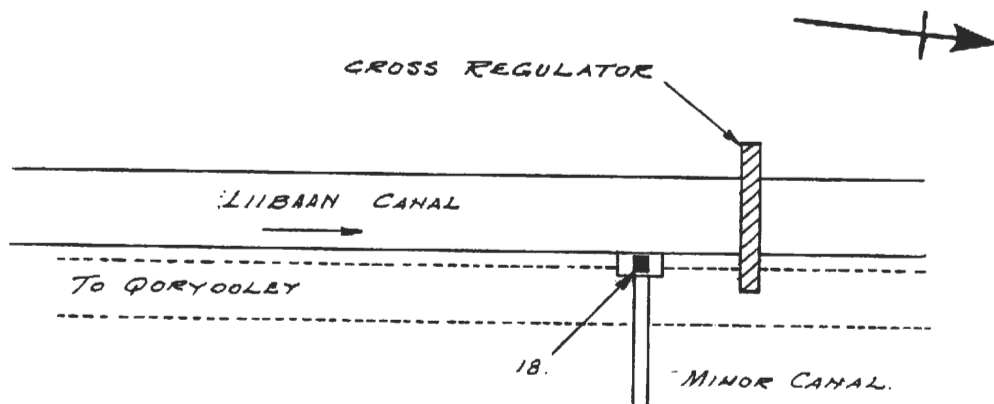 CROSS REGULATOR
LIIBAAN CANAL
TO QORYOOLEY
18.
MINOR CANAL.